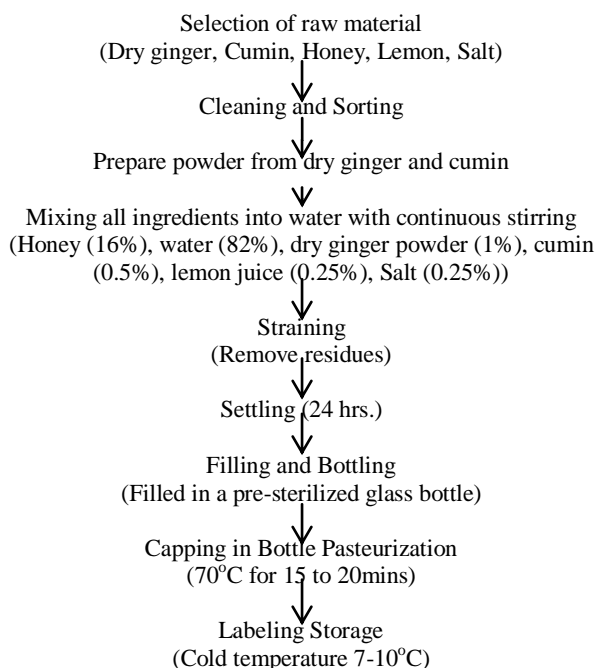 Selection of raw material
(Dry ginger, Cumin, Honey, Lemon, Salt)
Cleaning and Sorting
Prepare powder from dry ginger and cumin
Mixing all ingredients into water with continuous stirring
(Honey (16%), water (82%), dry ginger powder (1%), cumin
(0.5%), lemon juice (0.25%), Salt (0.25%))
Straining
(Remove residues)
Settling (24 hrs.)
Filling and Bottling
(Filled in a pre-sterilized glass bottle)
Capping in Bottle Pasteurization
(70°C for 15 to 20mins)
Labeling Storage
(Cold temperature 7-10°C)